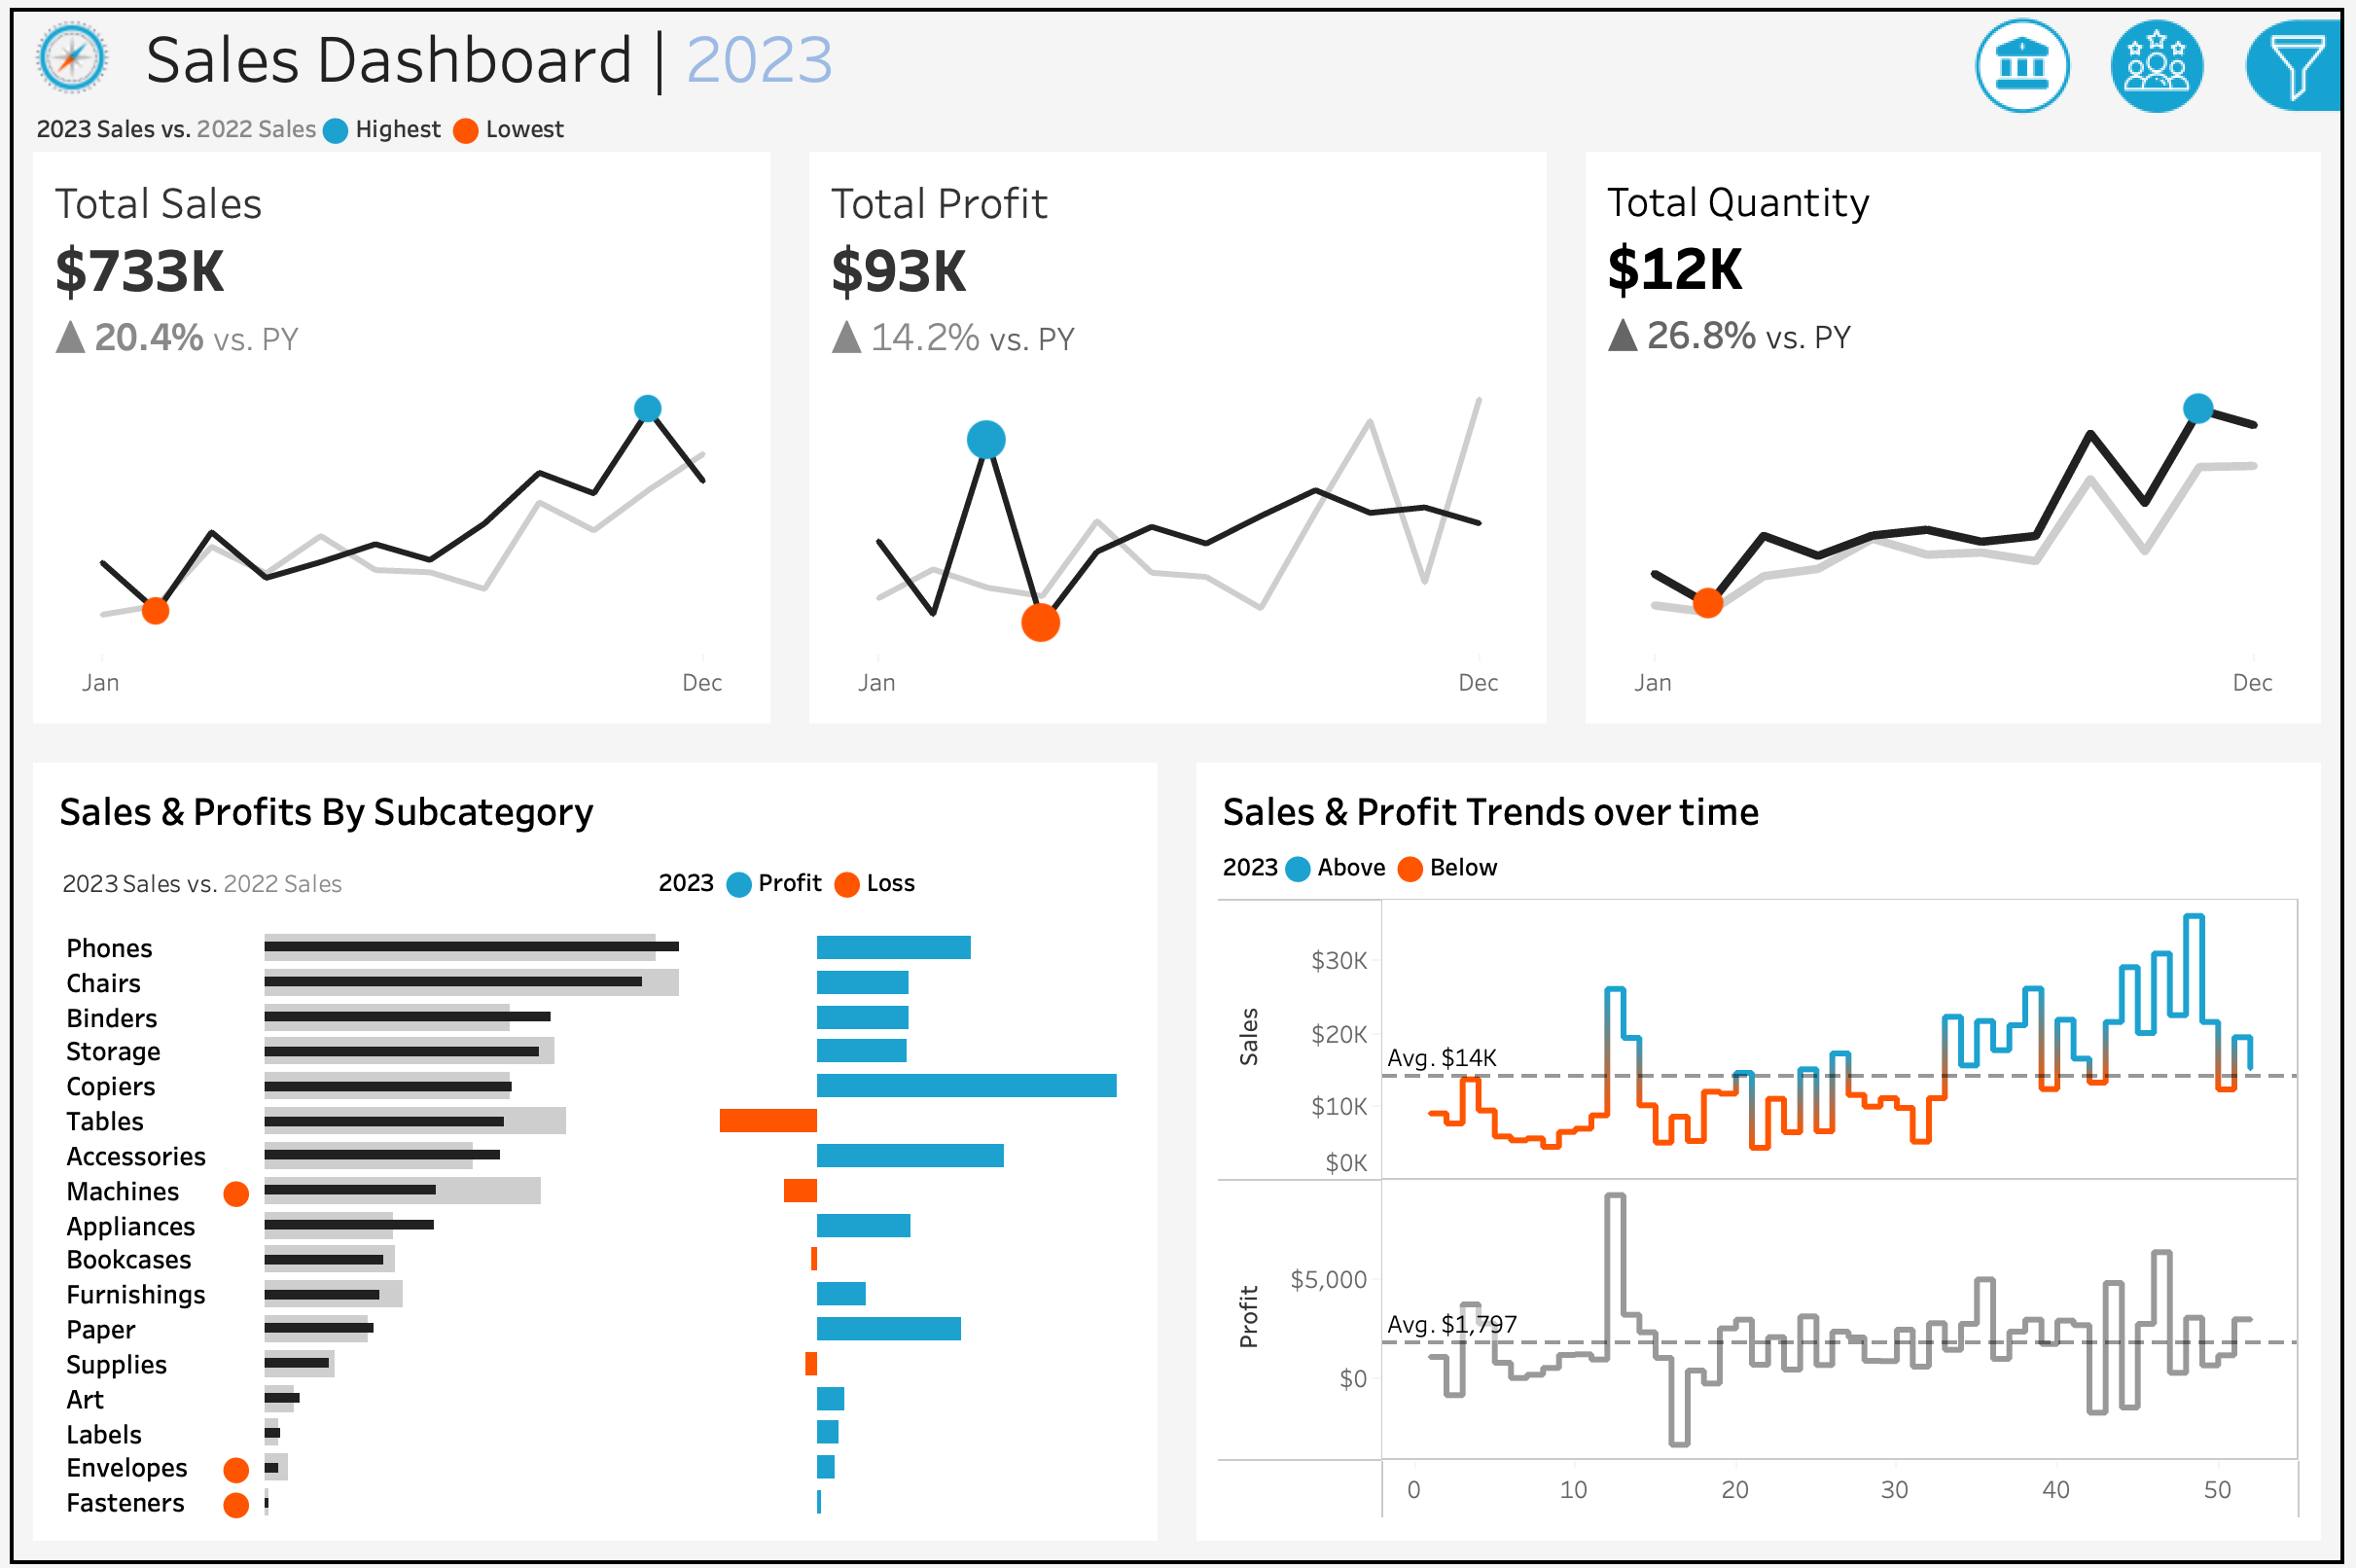 Sales Dashboard | 2023
2023 Sales vs. 2022 Sales Highest Lowest
Total Sales
$733K
▲ 20.4% vs. PY
Jan Dec
Total Profit
$93K
▲ 14.2% vs. PY
Jan Dec
Total Quantity
$12K
▲ 26.8% vs. PY
Jan Dec
Sales & Profits By Subcategory
2023 Sales vs. 2022 Sales
2023 Profit Loss
Phones
Chairs
Binders
Storage
Copiers
Tables
Accessories
Machines
Appliances
Bookcases
Furnishings
Paper
Supplies
Art
Labels
Envelopes
Fasteners
Sales & Profit Trends over time
2023 Above Below
Sales
$30K
$20K
Avg. $14K
$10K
$0K
Profit
$5,000
Avg. $1,797
$0
0 10 20 30 40 50